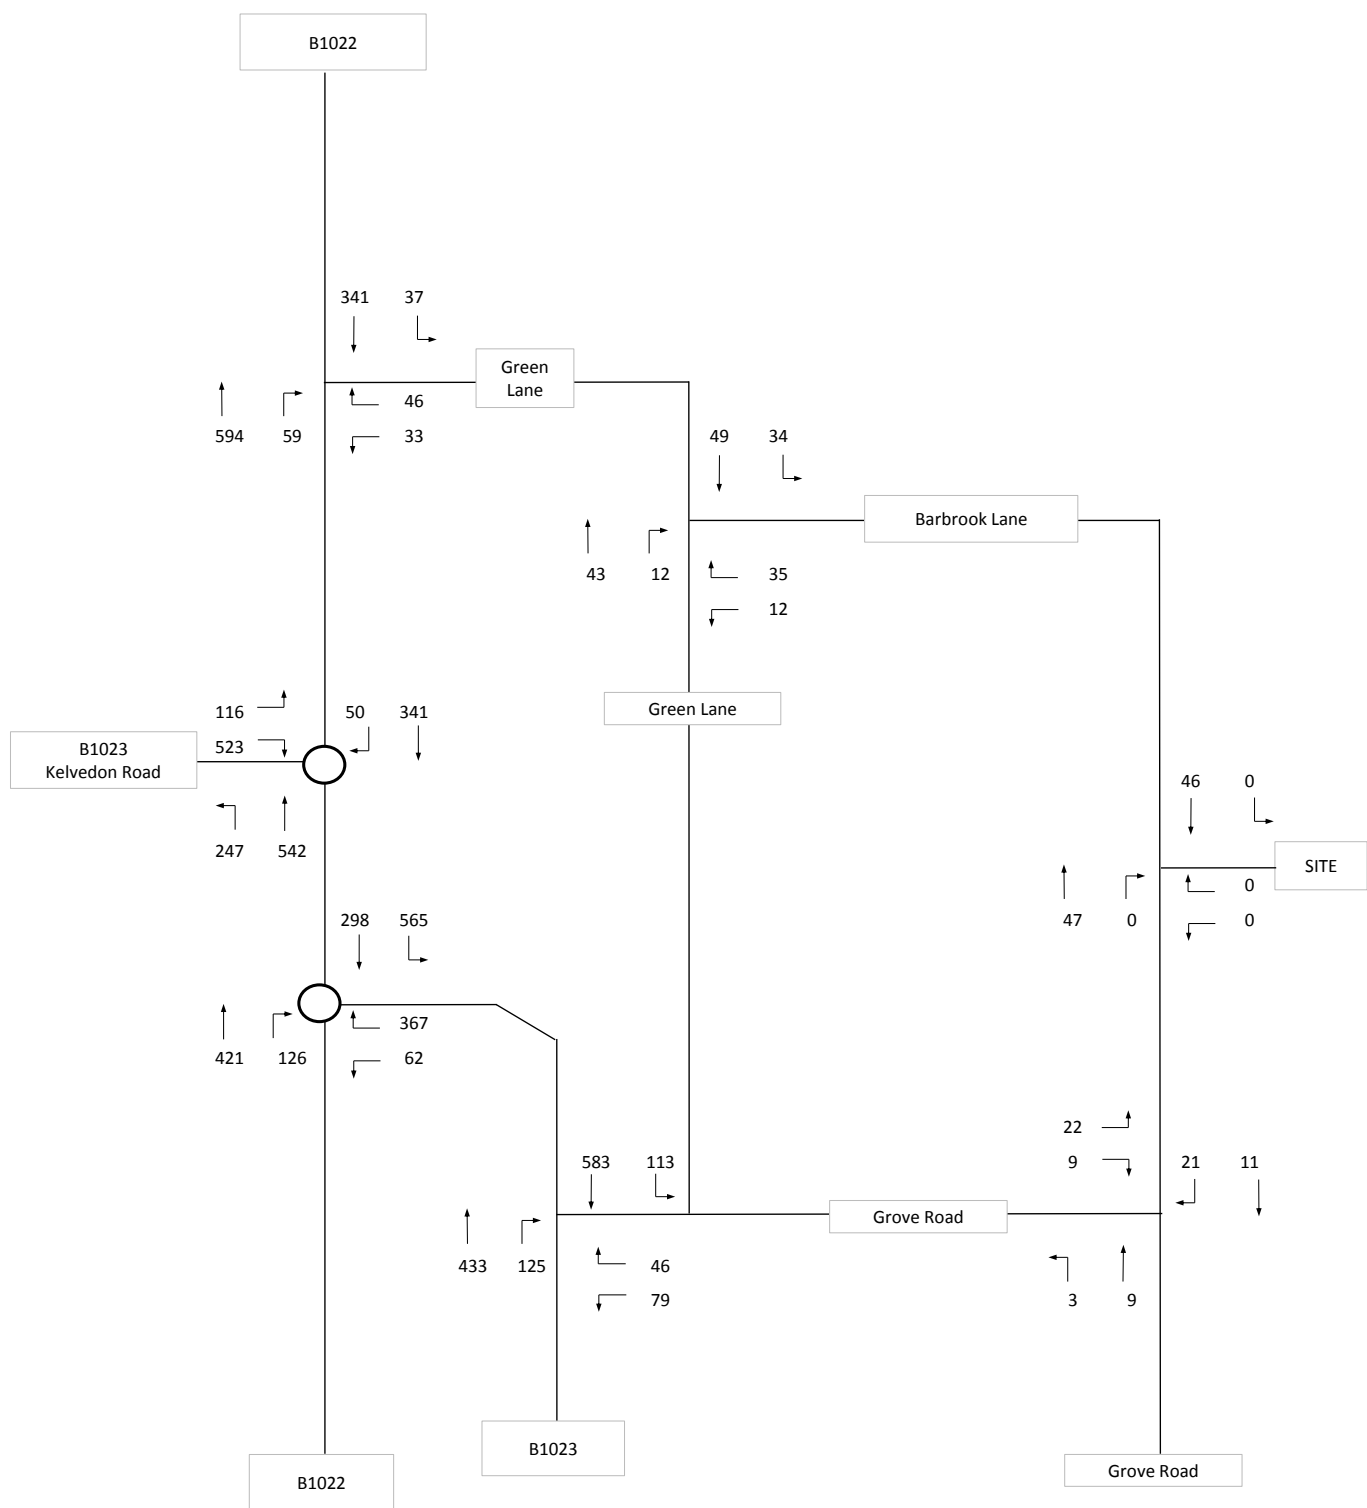 B1022
341 37
Green
Lane
46
594 59 33
49 34
Barbrook Lane
43 12 35
12
Green Lane
116 50 341
523
B1023
Kelvedon Road
46 0
247 542
SITE
0
47 0 0
298 565
367
421 126 62
22
583 113 9 21 11
Grove Road
433 125 46
79 3 9
B1023
Grove Road
B1022